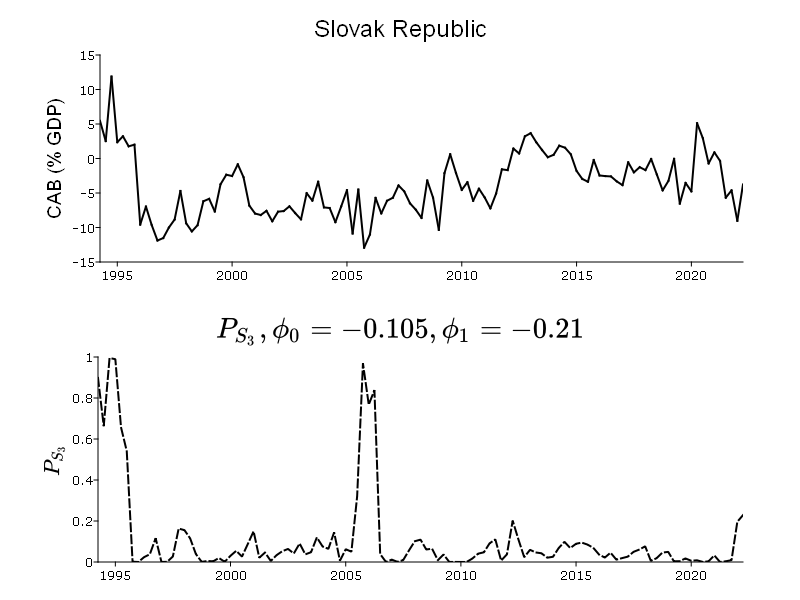 Slovak Republic
CAB (% GDP)
15
10
5
0
−5
−10
−15
1995 2000 2005 2010 2015 2020
P_{S_3}, ϕ_0 = −0.105, ϕ_1 = −0.21
P_{S_3}
1
0.8
0.6
0.4
0.2
0
1995 2000 2005 2010 2015 2020